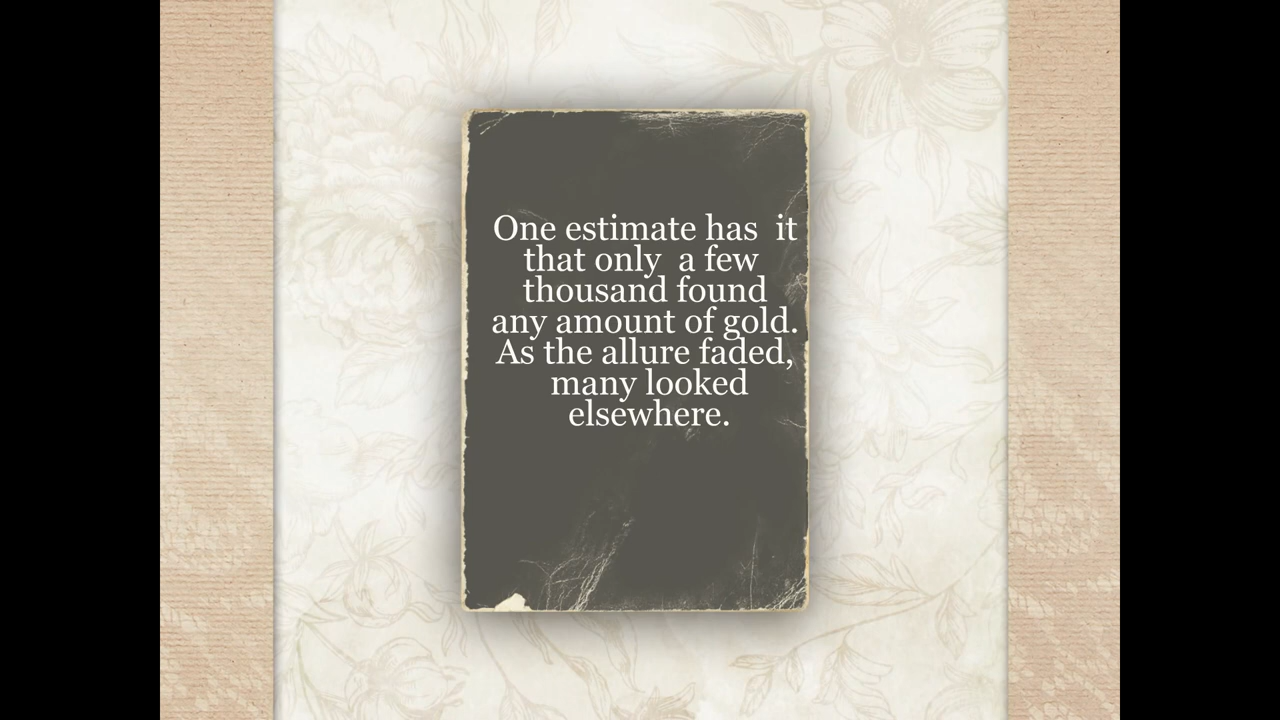 One estimate has  it
that only  a few
thousand found
any amount of gold.
As the allure faded,
many looked
elsewhere.